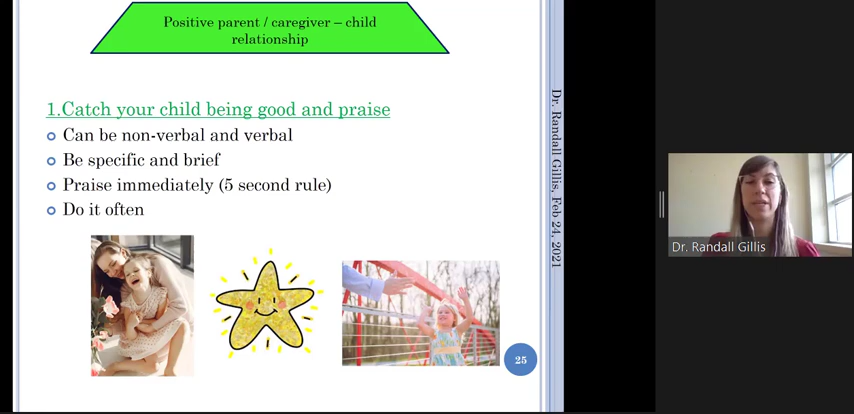 Positive parent / caregiver – child
relationship
1.Catch your child being good and praise
Can be non-verbal and verbal
Be specific and brief
Praise immediately (5 second rule)
Do it often
25
Dr. Randall Gillis, Feb 24, 2021
Dr. Randall Gillis